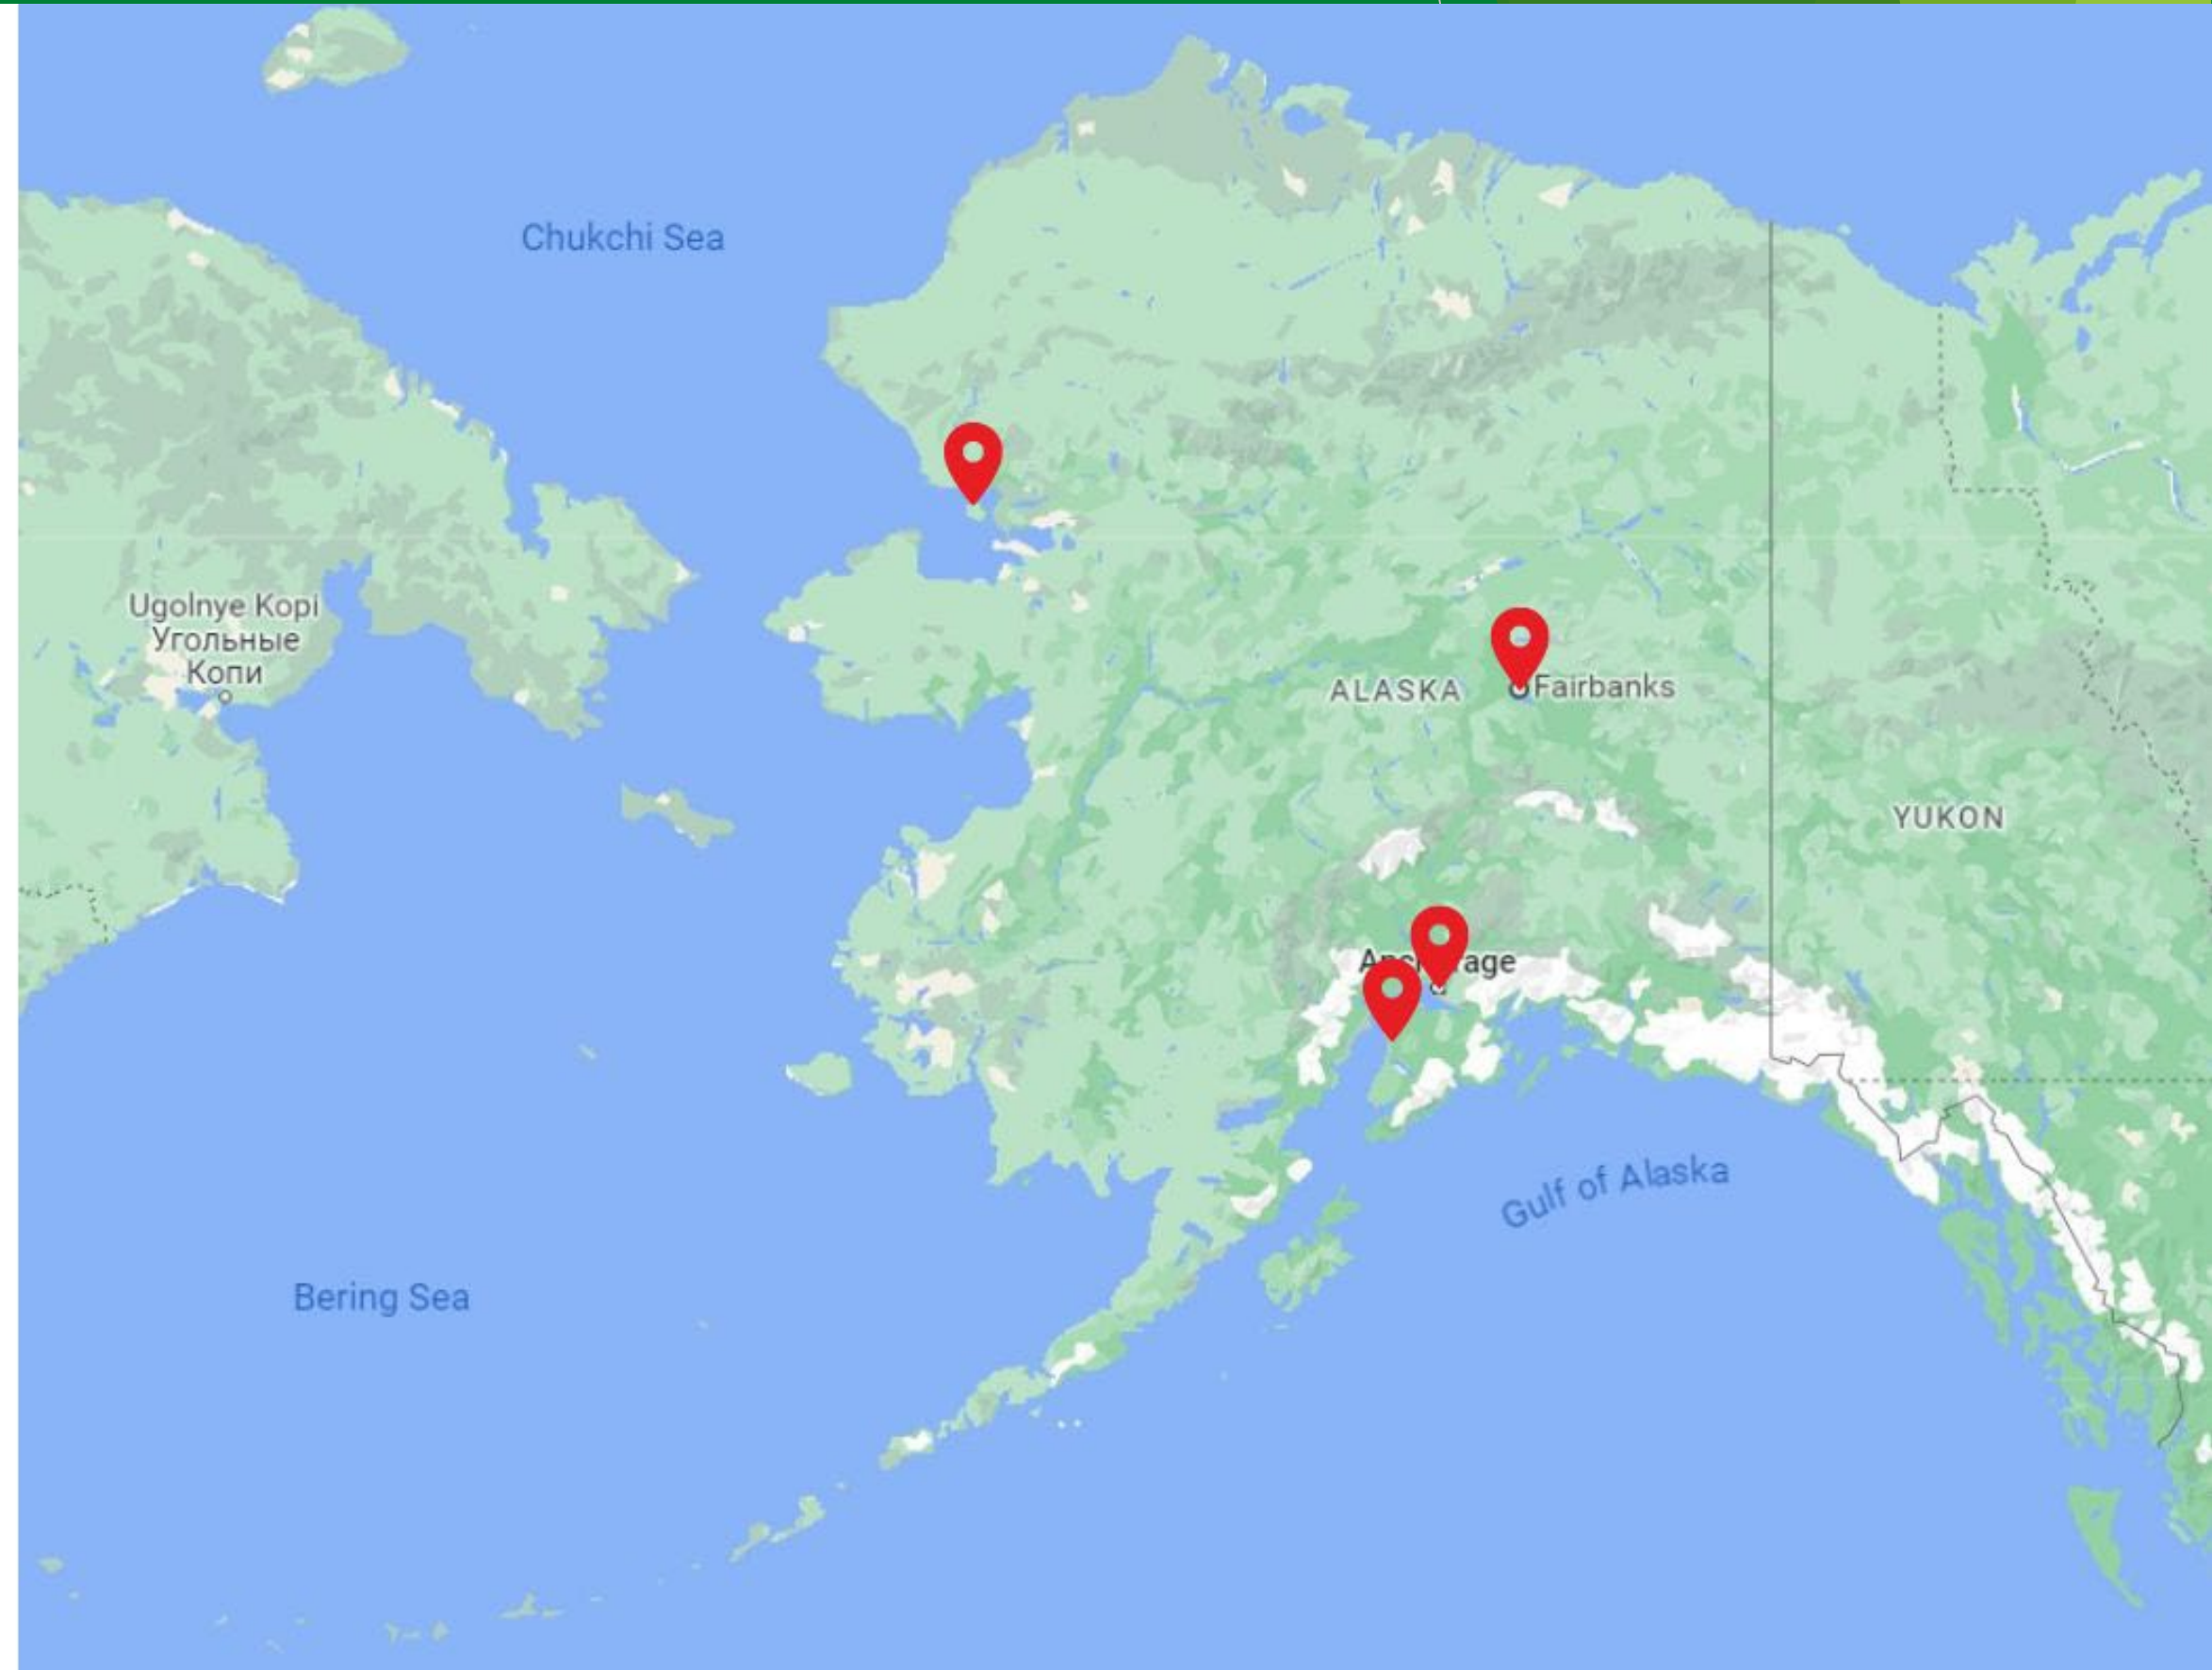 Chukchi Sea
Ugolnye Kopi
Угольные
Копи
ALASKA
Fairbanks
YUKON
Gulf of Alaska
Bering Sea